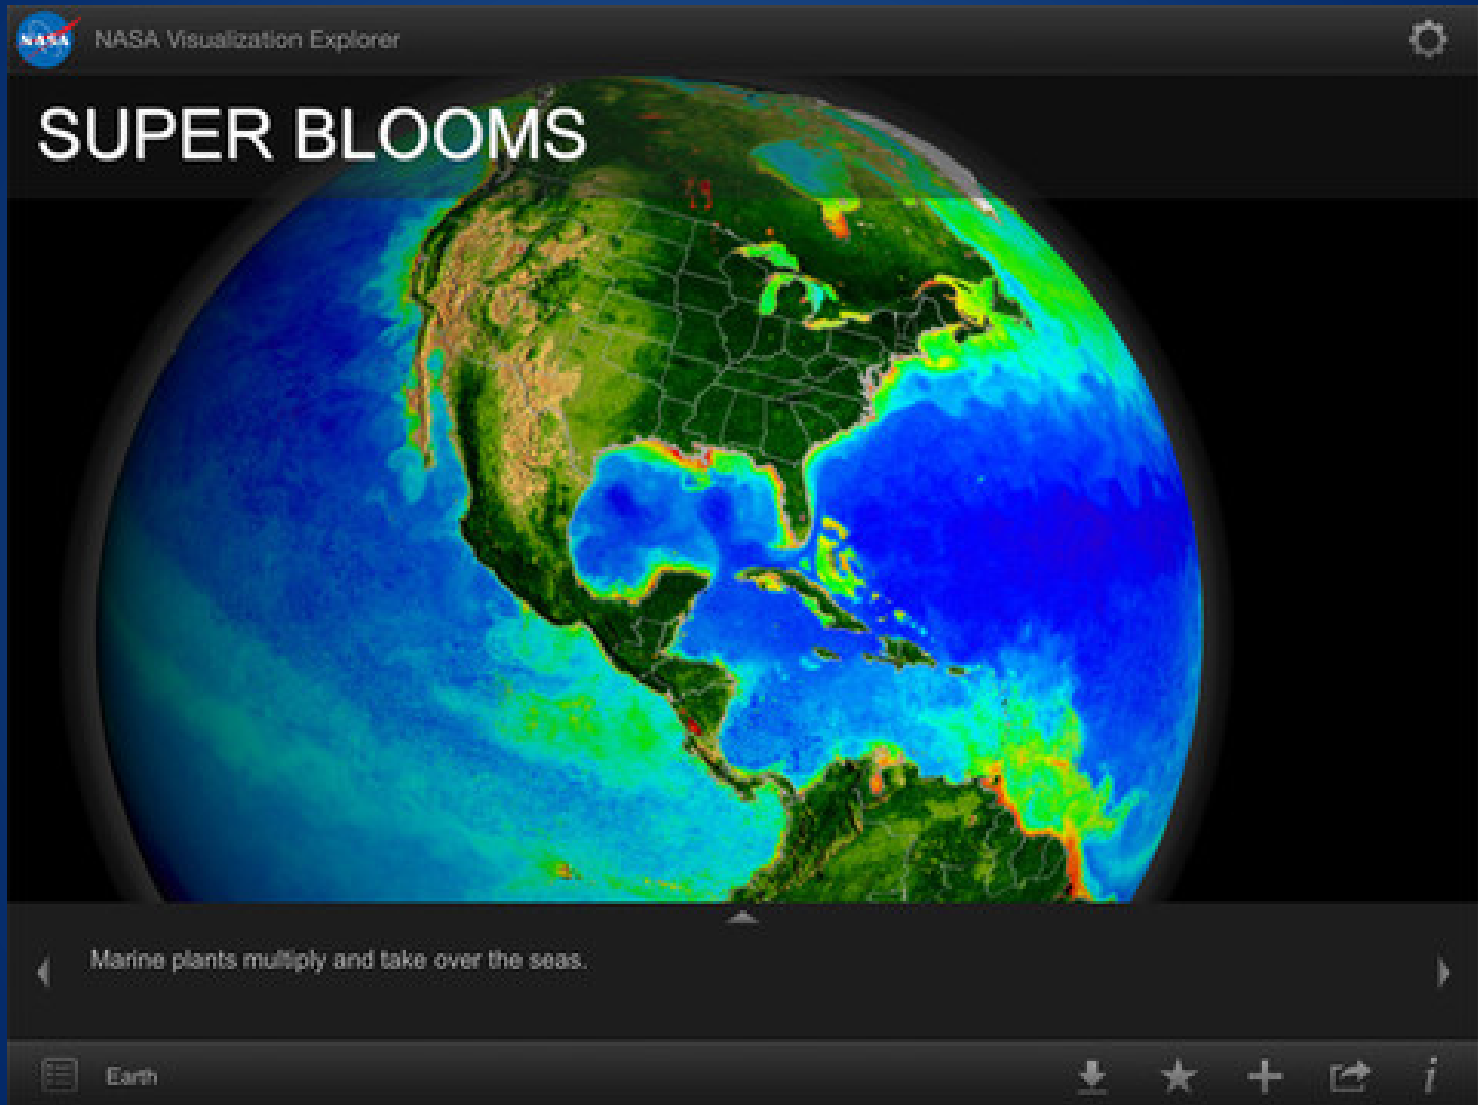 NASA
NASA Visualization Explorer
SUPER BLOOMS
Marine plants multiply and take over the seas.
Earth
i